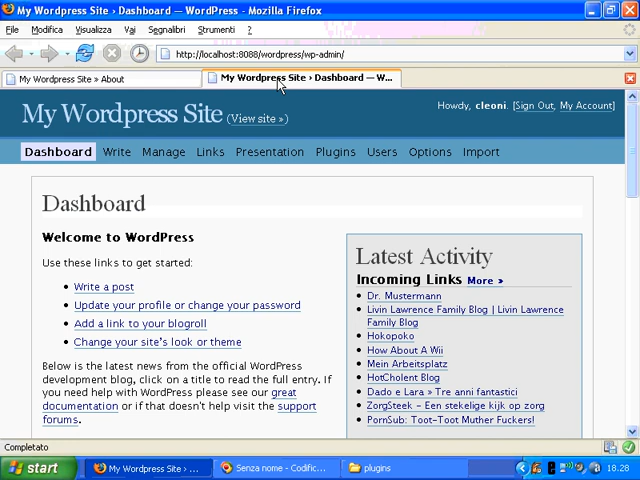 My Wordpress Site › Dashboard — WordPress - Mozilla Firefox
File Modifica Visualizza Vai Segnalibri Strumenti ?
http://localhost:8088/wordpress/wp-admin/
My Wordpress Site » About
My Wordpress Site › Dashboard — W...
My Wordpress Site (View site »)
Howdy, cleoni. [Sign Out, My Account]
Dashboard Write Manage Links Presentation Plugins Users Options Import
Dashboard
Welcome to WordPress
Use these links to get started:
Write a post
Update your profile or change your password
Add a link to your blogroll
Change your site's look or theme
Below is the latest news from the official WordPress
development blog, click on a title to read the full entry. If
you need help with WordPress please see our great
documentation or if that doesn't help visit the support
forums.
Latest Activity
Incoming Links More »
Dr. Mustermann
Livin Lawrence Family Blog | Livin Lawrence
Family Blog
Hokopoko
How About A Wii
Mein Arbeitsplatz
HotCholent Blog
Dado e Lara » Tre anni fantastici
ZorgSteek – Een stekelige kijk op zorg
PornSub: Toot-Toot Muther Fuckers!
Completato
start
My Wordpress Site › ...
Senza nome - Codific...
plugins
18.28